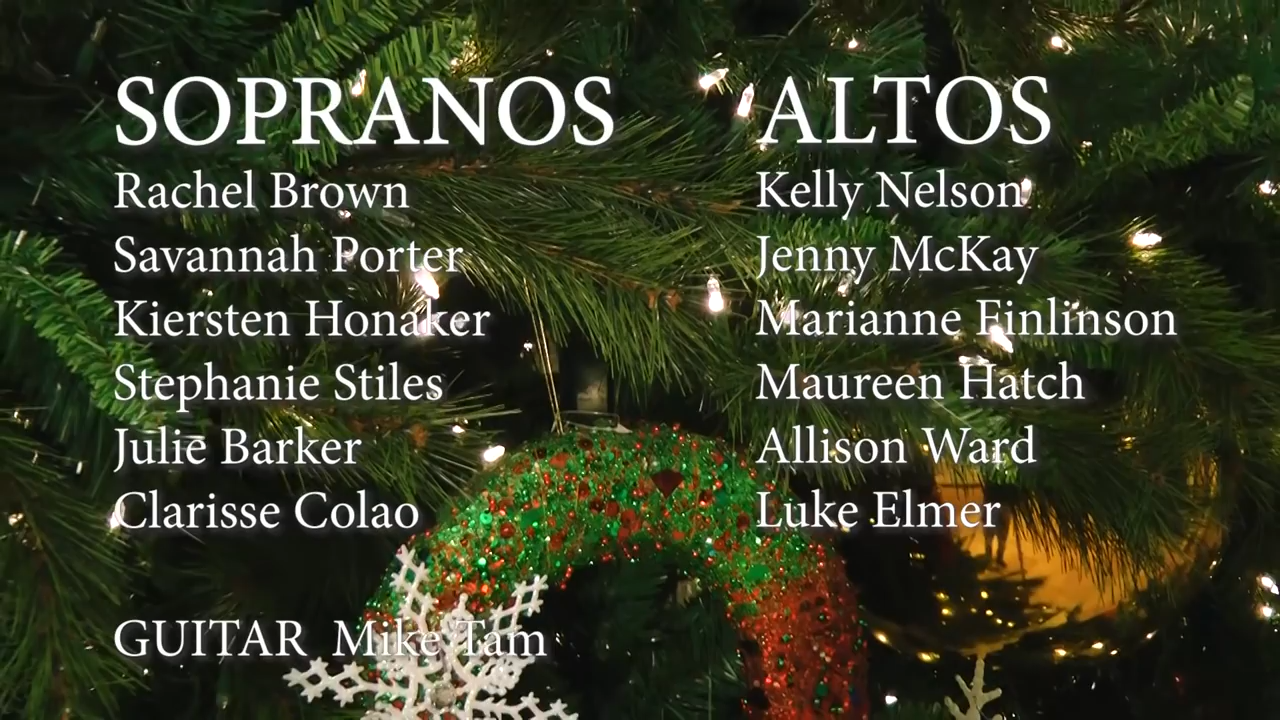 SOPRANOS
Rachel Brown
Savannah Porter
Kiersten Honaker
Stephanie Stiles
Julie Barker
Clarisse Colao
ALTOS
Kelly Nelson
Jenny McKay
Marianne Finlinson
Maureen Hatch
Allison Ward
Luke Elmer
GUITAR Mike Tam